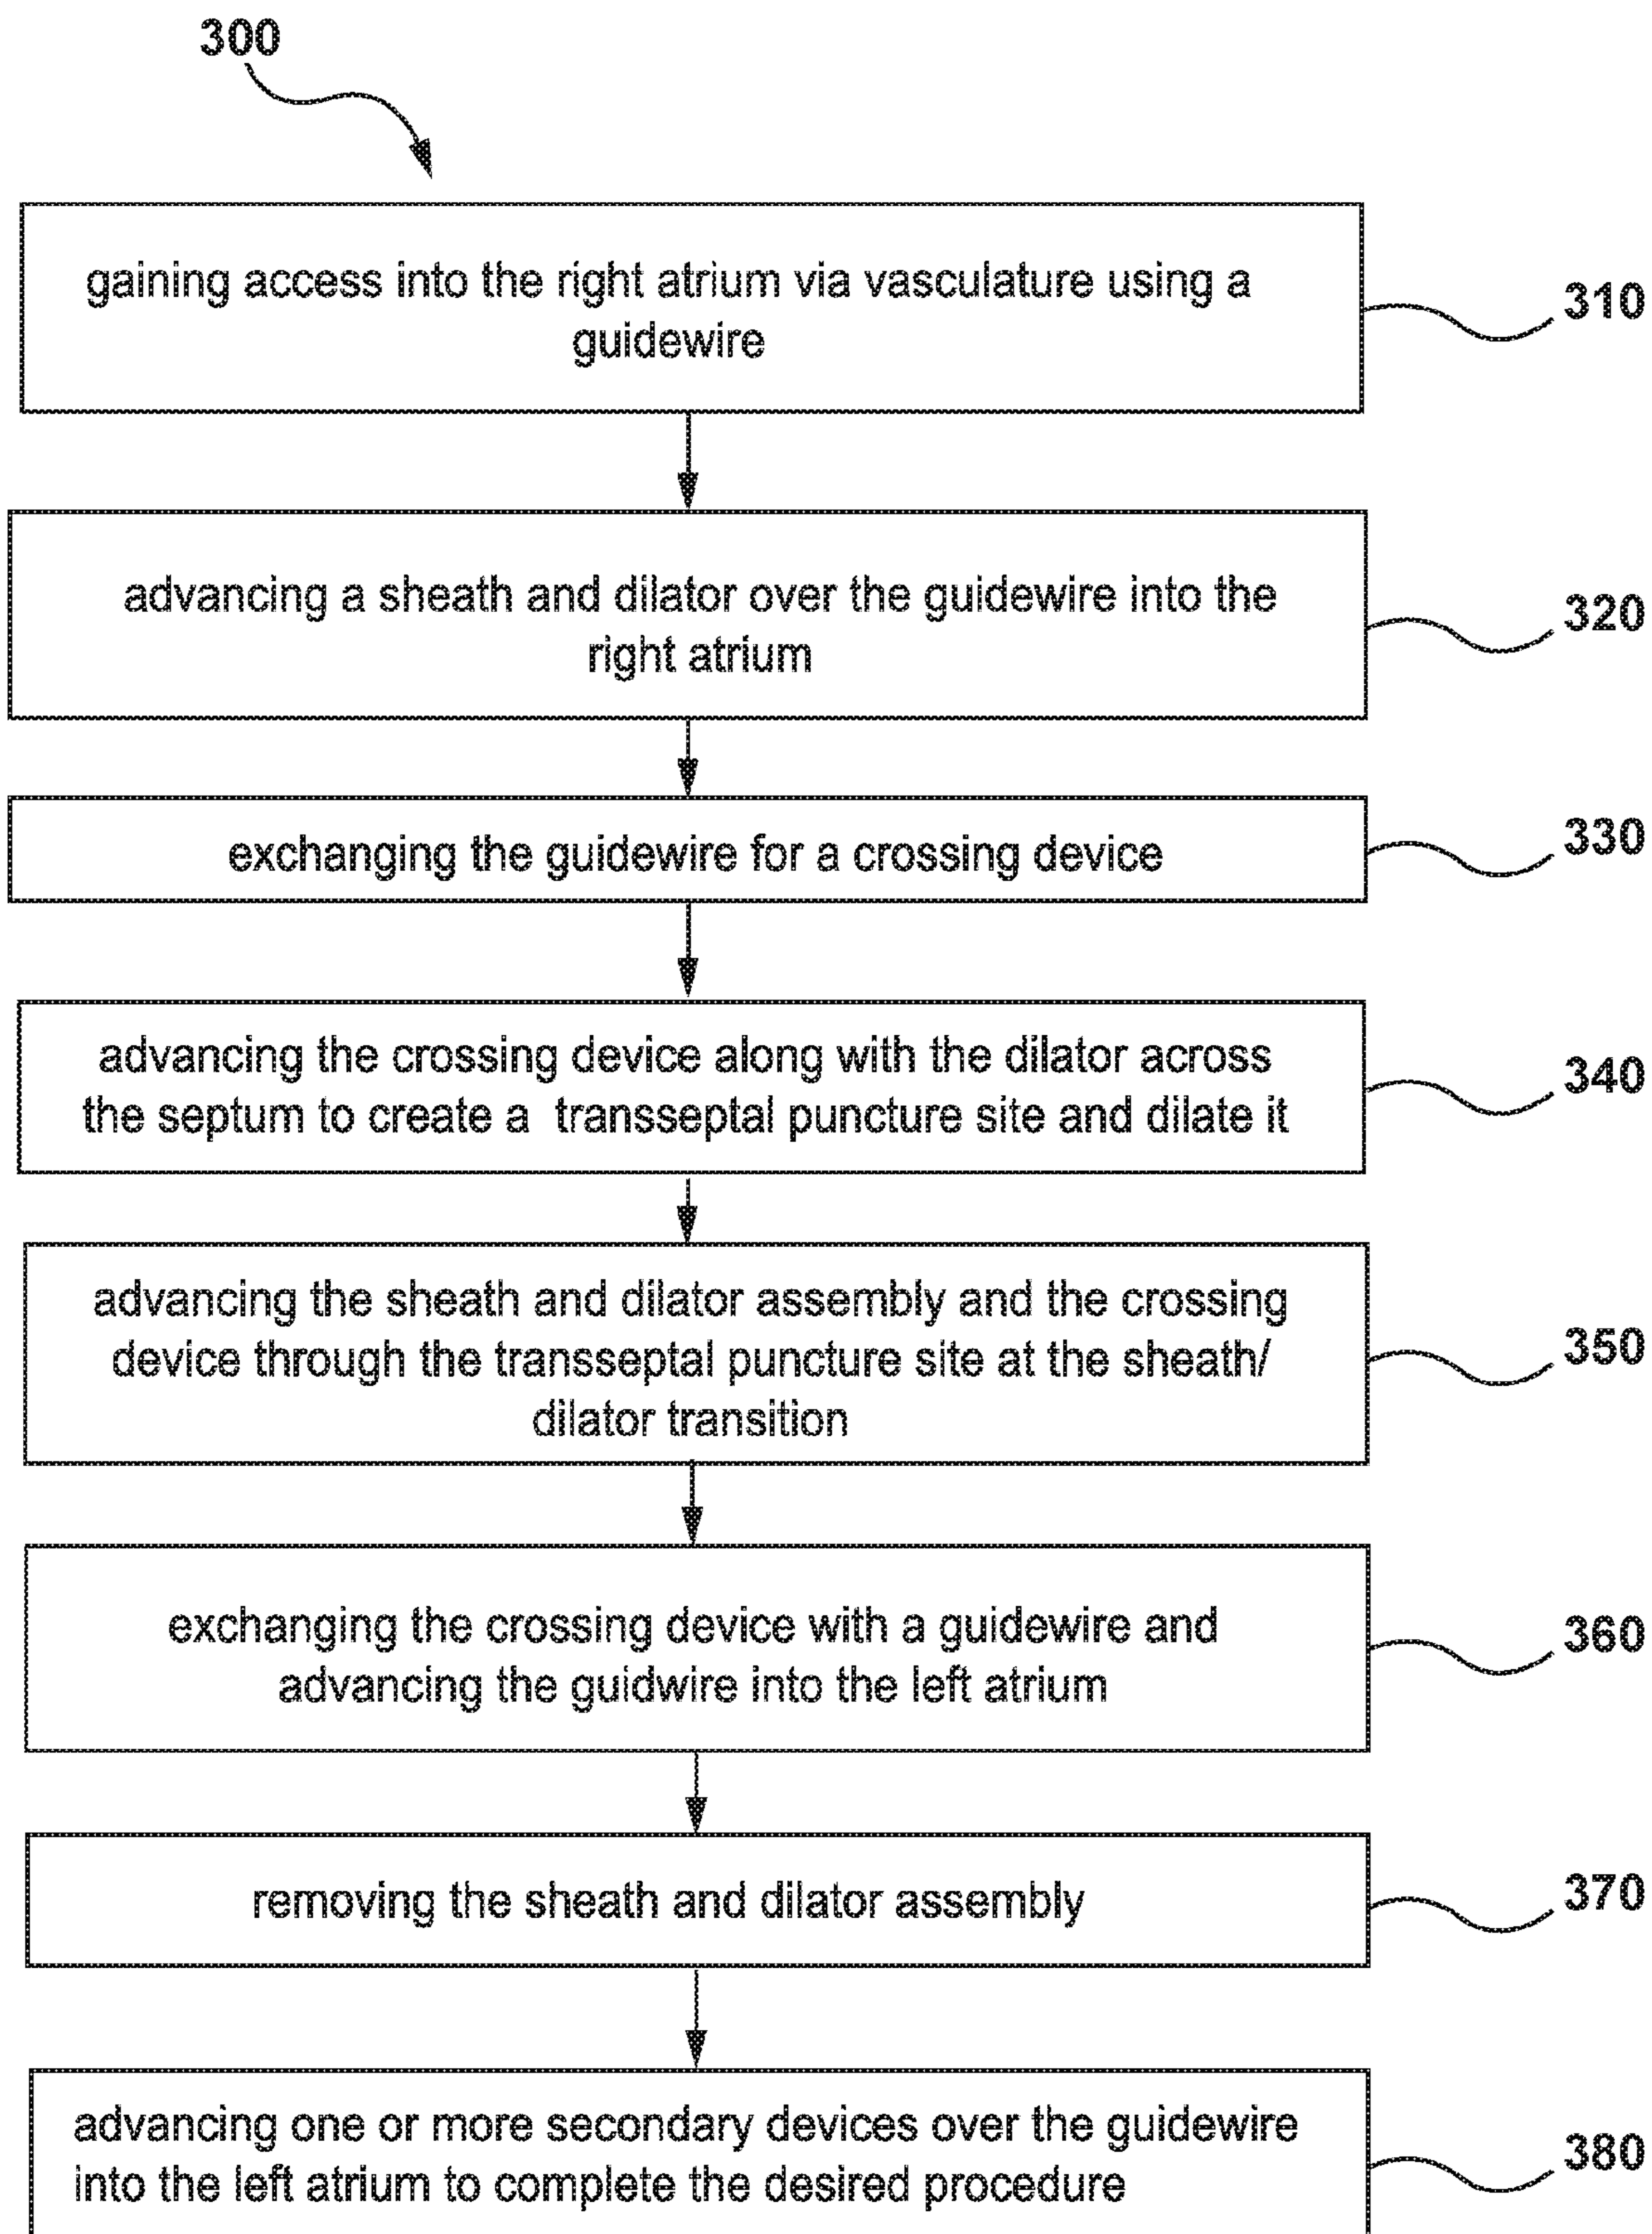 300
gaining access into the right atrium via vasculature using a
guidewire
310
advancing a sheath and dilator over the guidewire into the
right atrium
320
exchanging the guidewire for a crossing device
330
advancing the crossing device along with the dilator across
the septum to create a transseptal puncture site and dilate it
340
advancing the sheath and dilator assembly and the crossing
device through the transseptal puncture site at the sheath/
dilator transition
350
exchanging the crossing device with a guidewire and
advancing the guidwire into the left atrium
360
removing the sheath and dilator assembly
370
advancing one or more secondary devices over the guidewire
into the left atrium to complete the desired procedure
380